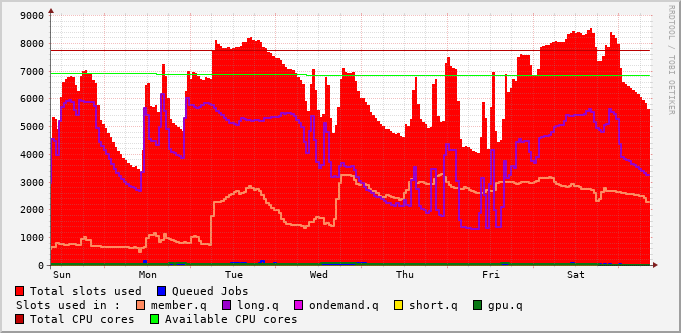 9000
8000
7000
6000
5000
4000
3000
2000
1000
0
Sun Mon Tue Wed Thu Fri Sat
RRDTOOL / TOBI OETIKER
Total slots used Queued Jobs
Slots used in : member.q long.q ondemand.q short.q gpu.q
Total CPU cores Available CPU cores